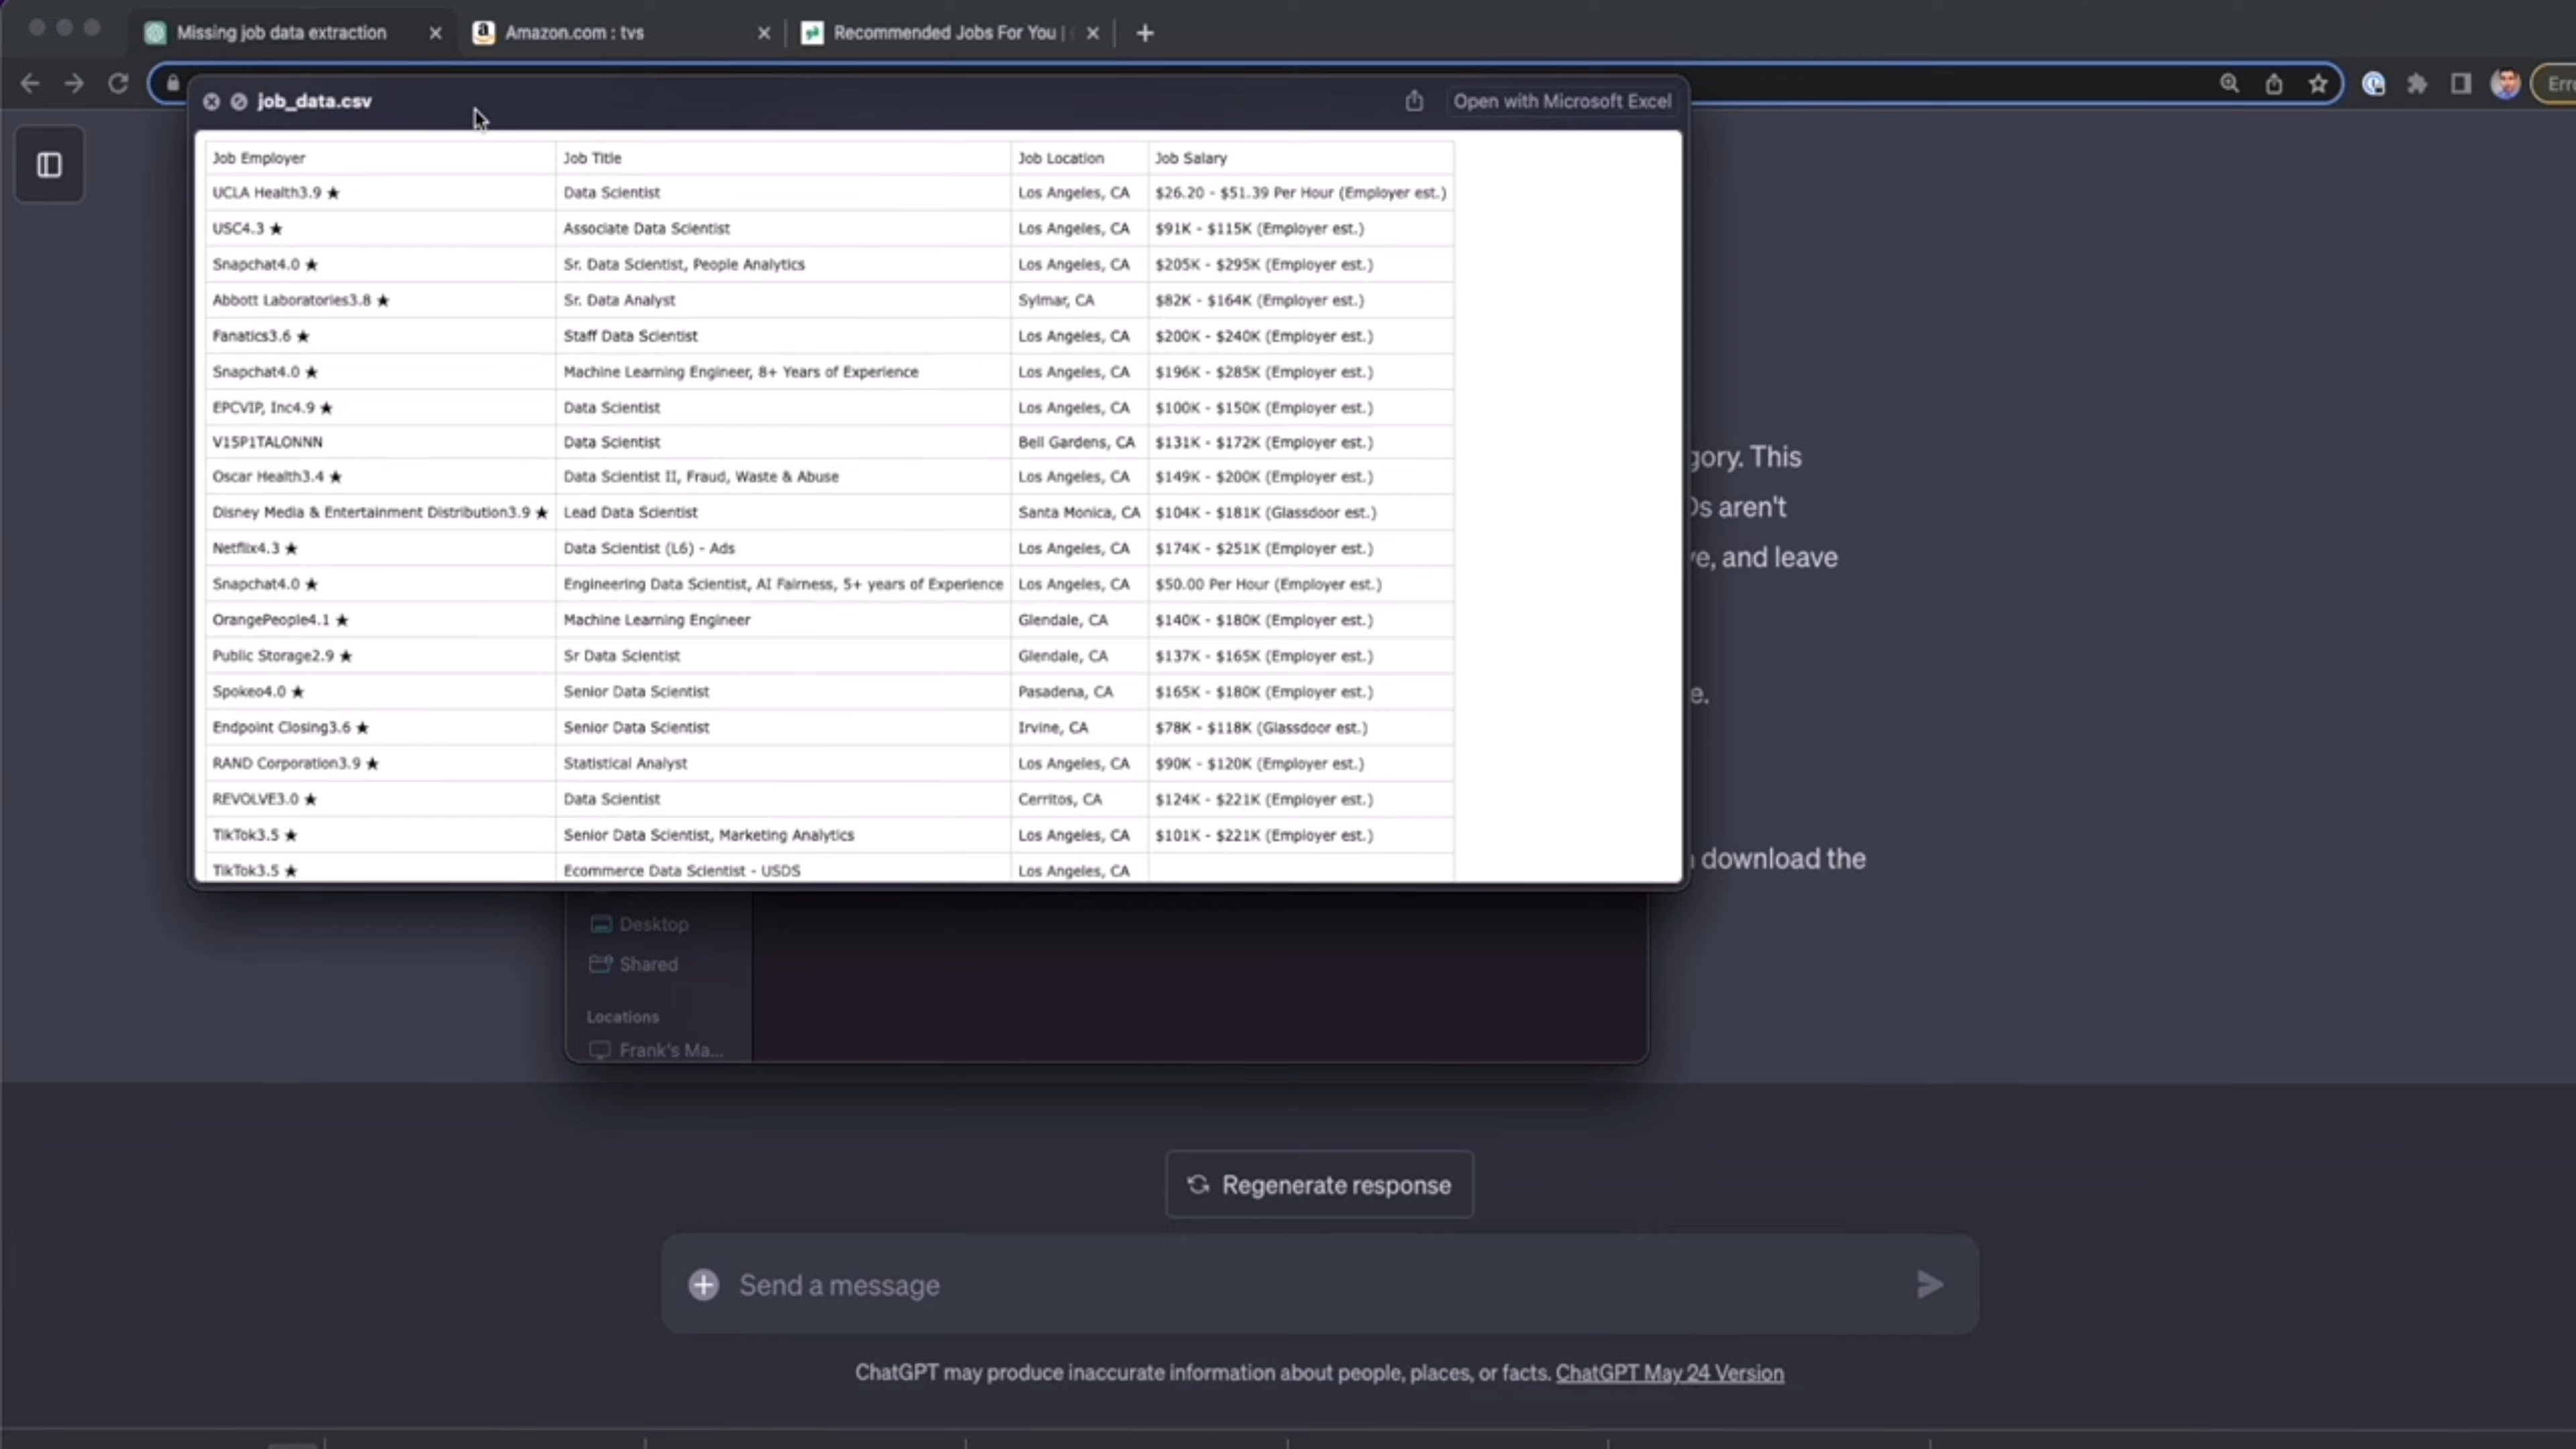 Missing job data extraction
Amazon.com : tvs
Recommended Jobs For You |
Erro
job_data.csv
Open with Microsoft Excel
Job Employer Job Title Job Location Job Salary
UCLA Health3.9 ★ Data Scientist Los Angeles, CA $26.20 - $51.39 Per Hour (Employer est.)
USC4.3 ★ Associate Data Scientist Los Angeles, CA $91K - $115K (Employer est.)
Snapchat4.0 ★ Sr. Data Scientist, People Analytics Los Angeles, CA $205K - $295K (Employer est.)
Abbott Laboratories3.8 ★ Sr. Data Analyst Sylmar, CA $82K - $164K (Employer est.)
Fanatics3.6 ★ Staff Data Scientist Los Angeles, CA $200K - $240K (Employer est.)
Snapchat4.0 ★ Machine Learning Engineer, 8+ Years of Experience Los Angeles, CA $196K - $285K (Employer est.)
EPCVIP, Inc4.9 ★ Data Scientist Los Angeles, CA $100K - $150K (Employer est.)
V15P1TALONNN Data Scientist Bell Gardens, CA $131K - $172K (Employer est.)
Oscar Health3.4 ★ Data Scientist II, Fraud, Waste & Abuse Los Angeles, CA $149K - $200K (Employer est.)
Disney Media & Entertainment Distribution3.9 ★ Lead Data Scientist Santa Monica, CA $104K - $181K (Glassdoor est.)
Netflix4.3 ★ Data Scientist (L6) - Ads Los Angeles, CA $174K - $251K (Employer est.)
Snapchat4.0 ★ Engineering Data Scientist, AI Fairness, 5+ years of Experience Los Angeles, CA $50.00 Per Hour (Employer est.)
OrangePeople4.1 ★ Machine Learning Engineer Glendale, CA $140K - $180K (Employer est.)
Public Storage2.9 ★ Sr Data Scientist Glendale, CA $137K - $165K (Employer est.)
Spokeo4.0 ★ Senior Data Scientist Pasadena, CA $165K - $180K (Employer est.)
Endpoint Closing3.6 ★ Senior Data Scientist Irvine, CA $78K - $118K (Glassdoor est.)
RAND Corporation3.9 ★ Statistical Analyst Los Angeles, CA $90K - $120K (Employer est.)
REVOLVE3.0 ★ Data Scientist Cerritos, CA $124K - $221K (Employer est.)
TikTok3.5 ★ Senior Data Scientist, Marketing Analytics Los Angeles, CA $101K - $221K (Employer est.)
TikTok3.5 ★ Ecommerce Data Scientist - USDS Los Angeles, CA
gory. This
Ds aren't
ve, and leave
e.
download the
Desktop
Shared
Locations
Frank's Ma...
Regenerate response
Send a message
ChatGPT may produce inaccurate information about people, places, or facts. ChatGPT May 24 Version